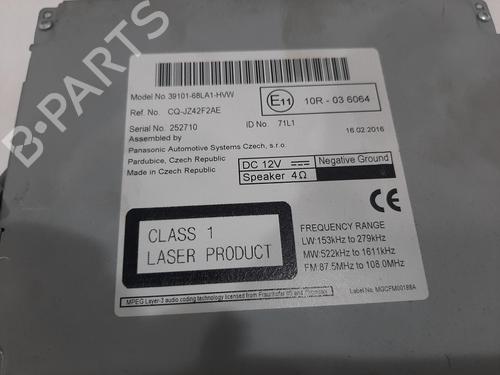 Model No. 39101-68LA1-HVW
Ref. No. CQ-JZ42F2AE
Serial No. 252710
ID No. 71L1
E11
10R - 03 6064
16.02.2016
Assembled by
Panasonic Automotive Systems Czech, s.r.o.
Pardubice, Czech Republic
Made in Czech Republic
DC 12V Negative Ground
Speaker 4Ω
CE
CLASS 1
LASER PRODUCT
FREQUENCY RANGE
LW:153kHz to 279kHz
MW:522kHz to 1611kHz
FM:87.5MHz to 108.0MHz
MPEG Layer-3 audio coding technology licensed from Fraunhofer IIS and Thomson.
Label No. MGCFM00188A
B-PARTS